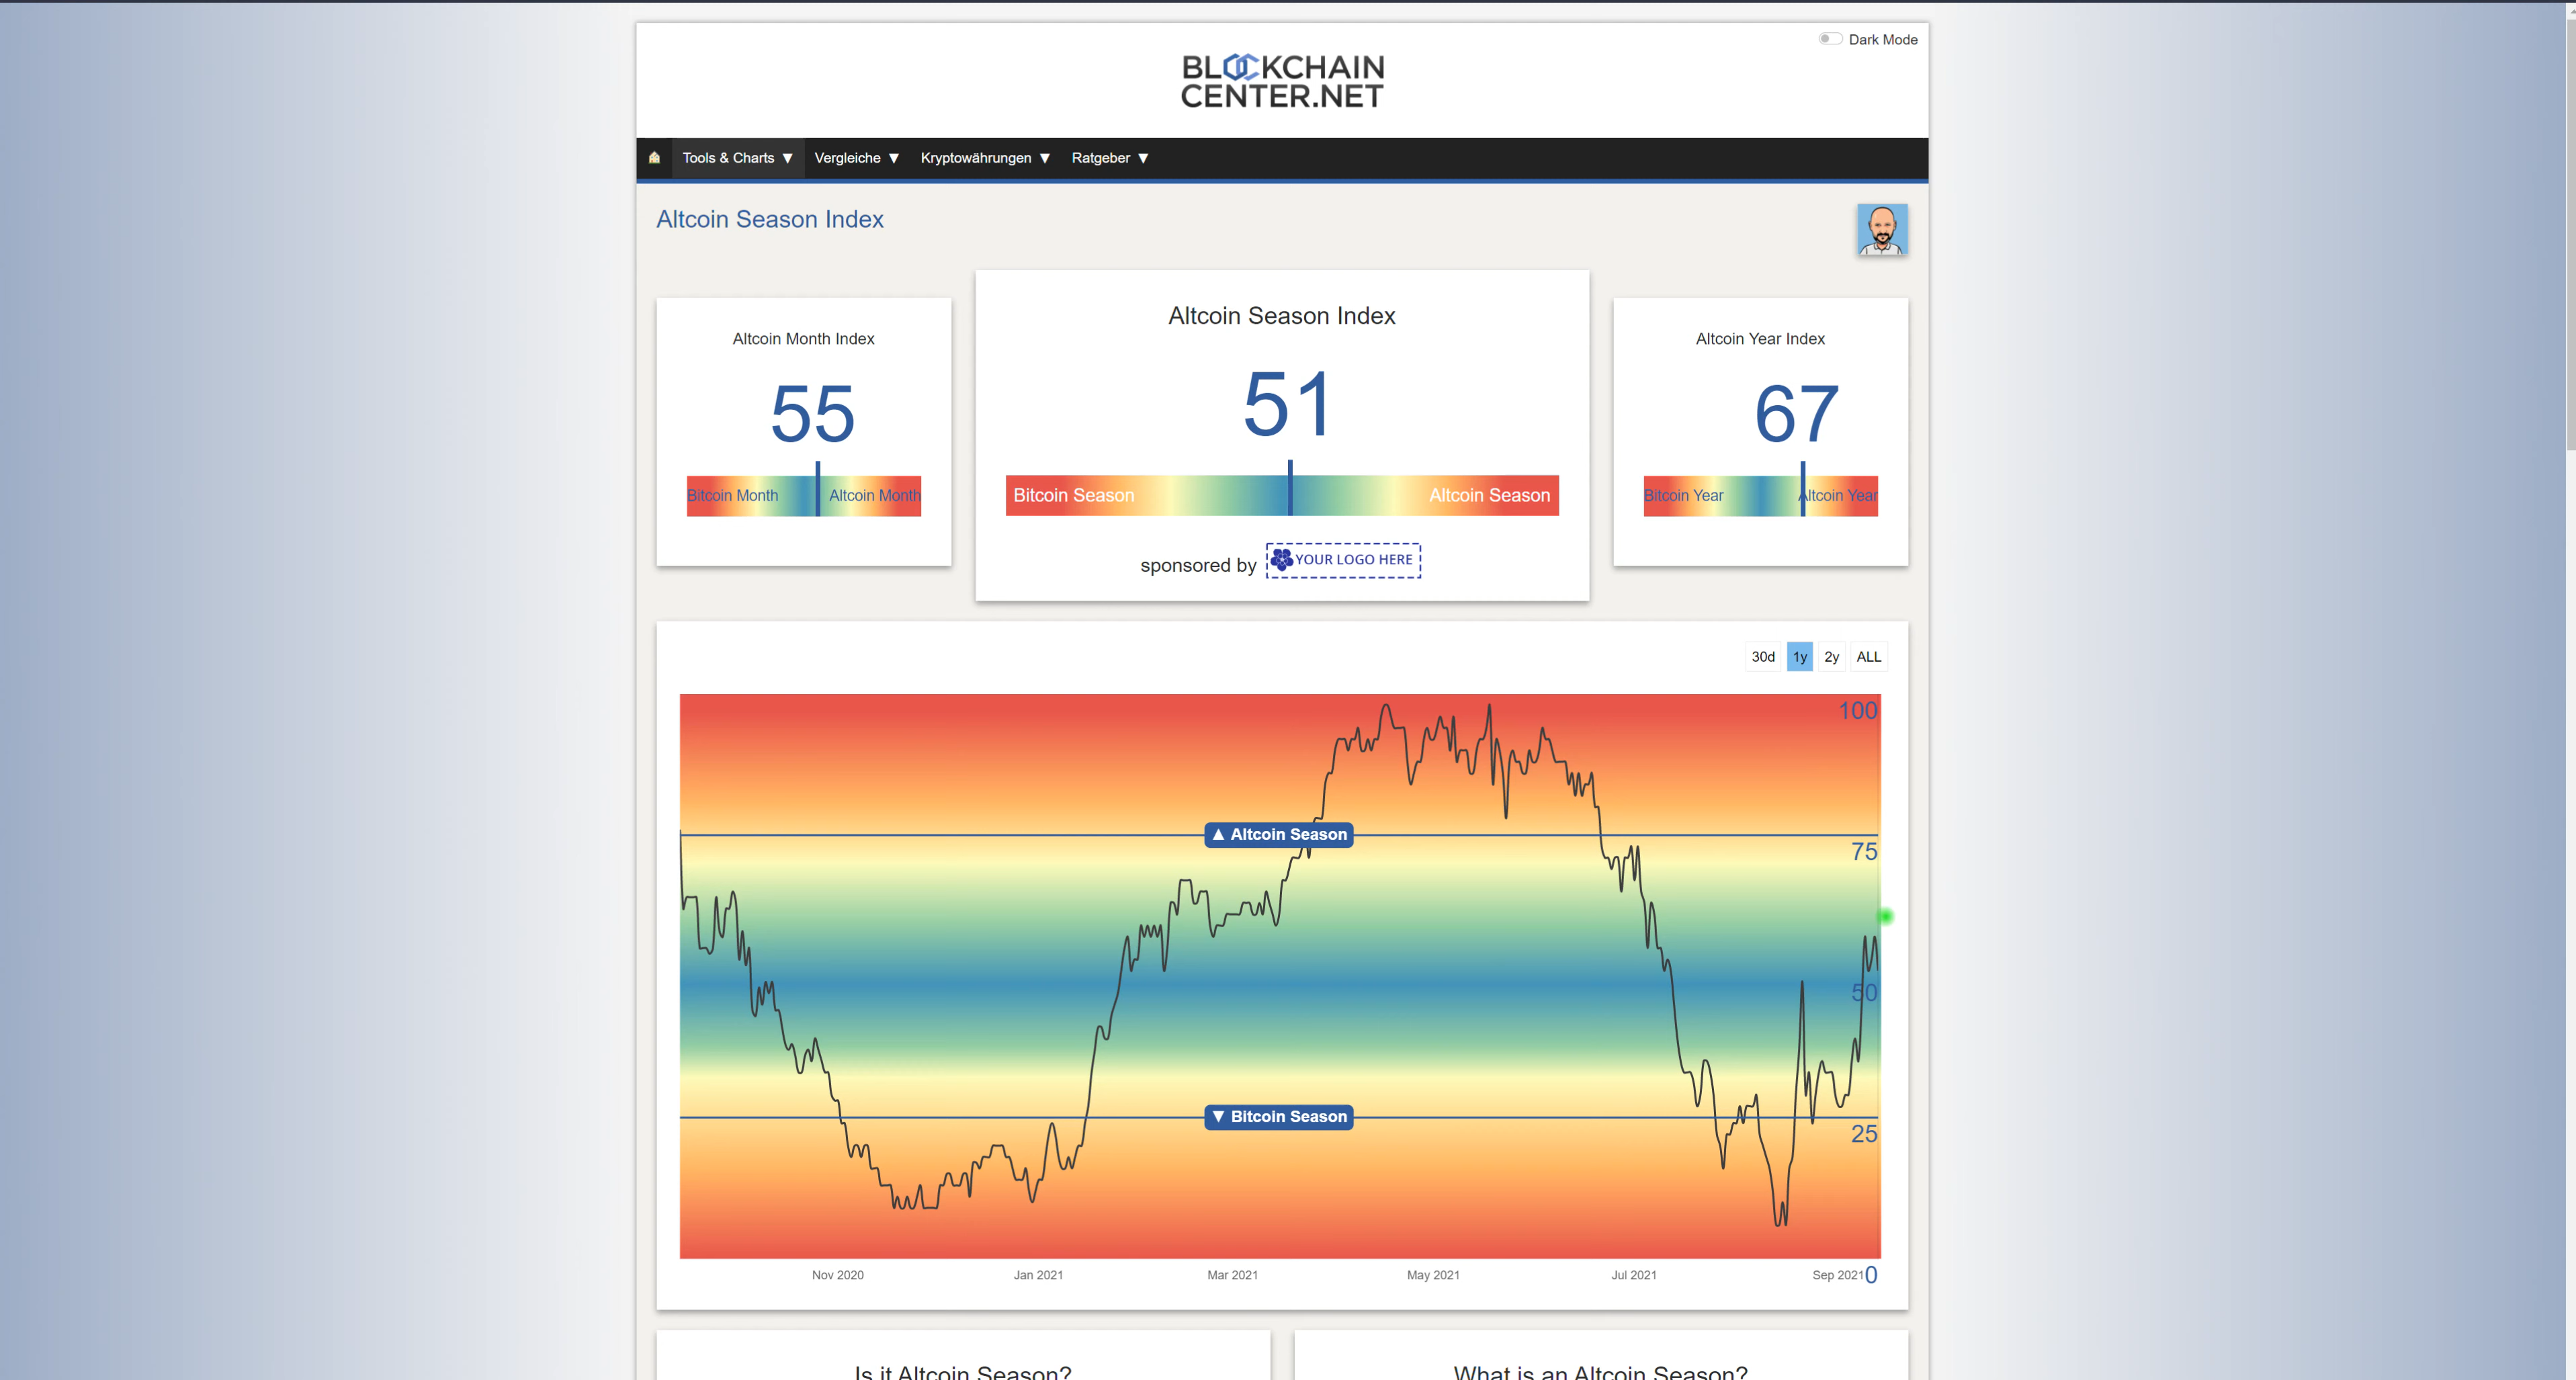 Dark Mode
BLOCKCHAIN
CENTER.NET
Tools & Charts ▼ Vergleiche ▼ Kryptowährungen ▼ Ratgeber ▼
Altcoin Season Index
Altcoin Month Index
55
Bitcoin Month Altcoin Month
Altcoin Season Index
51
Bitcoin Season Altcoin Season
sponsored by YOUR LOGO HERE
Altcoin Year Index
67
Bitcoin Year Altcoin Year
30d 1y 2y ALL
100
▲ Altcoin Season
75
50
▼ Bitcoin Season
25
Nov 2020 Jan 2021 Mar 2021 May 2021 Jul 2021 Sep 2021 0
Is it Altcoin Season?
What is an Altcoin Season?